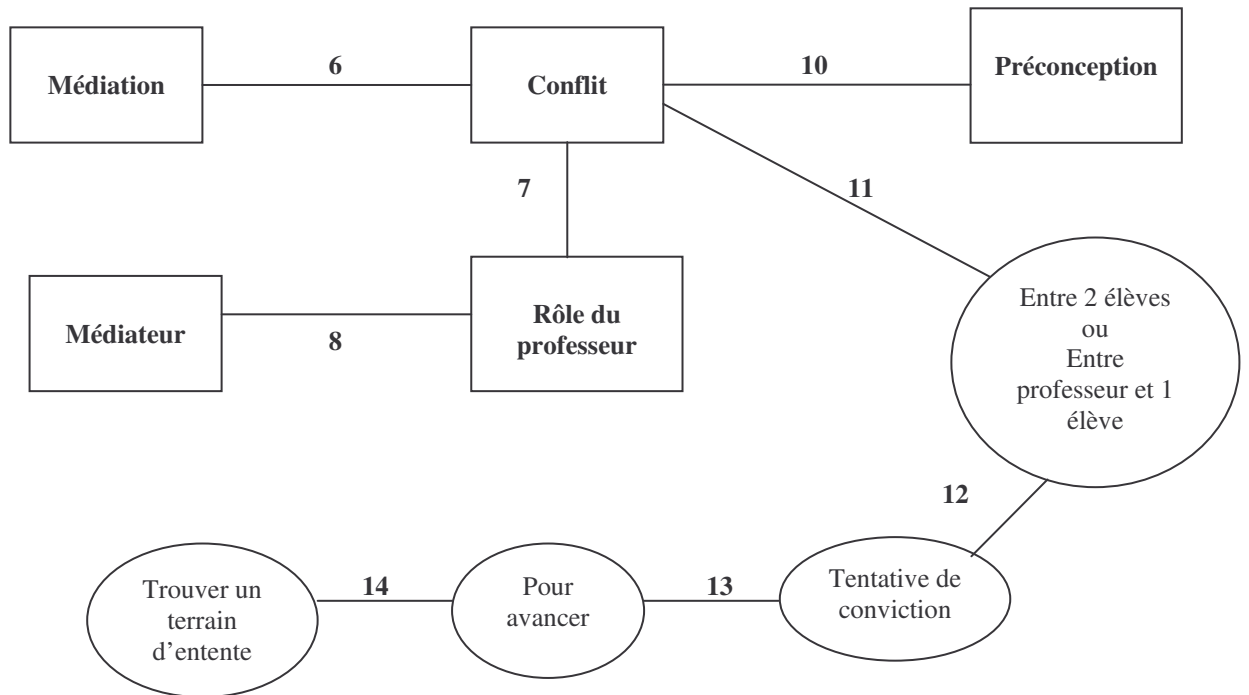 6
10
Médiation
Conflit
Préconception
7
11
Médiateur
8
Rôle du
professeur
Entre 2 élèves
ou
Entre
professeur et 1
élève
12
Trouver un
terrain
d'entente
14
Pour
avancer
13
Tentative de
conviction